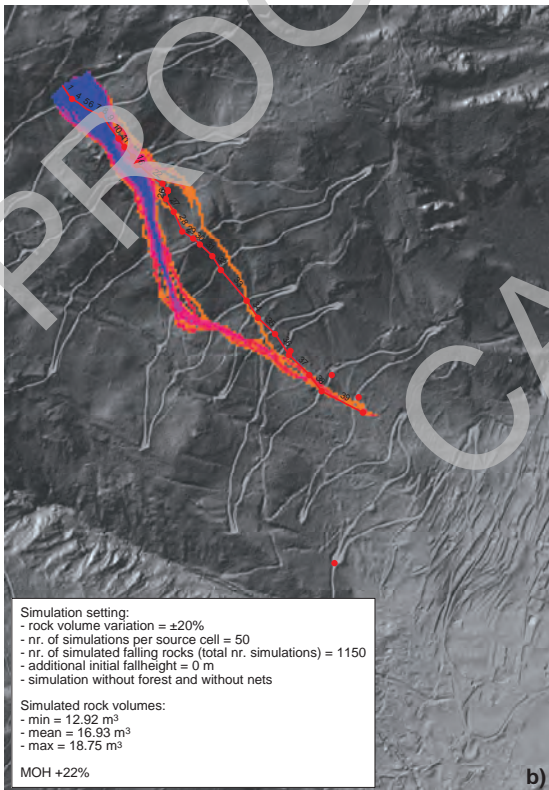 PROO
CA
Simulation setting:
- rock volume variation = ±20%
- nr. of simulations per source cell = 50
- nr. of simulated falling rocks (total nr. simulations) = 1150
- additional initial fallheight = 0 m
- simulation without forest and without nets
Simulated rock volumes:
- min = 12.92 m³
- mean = 16.93 m³
- max = 18.75 m³
MOH +22%
b)